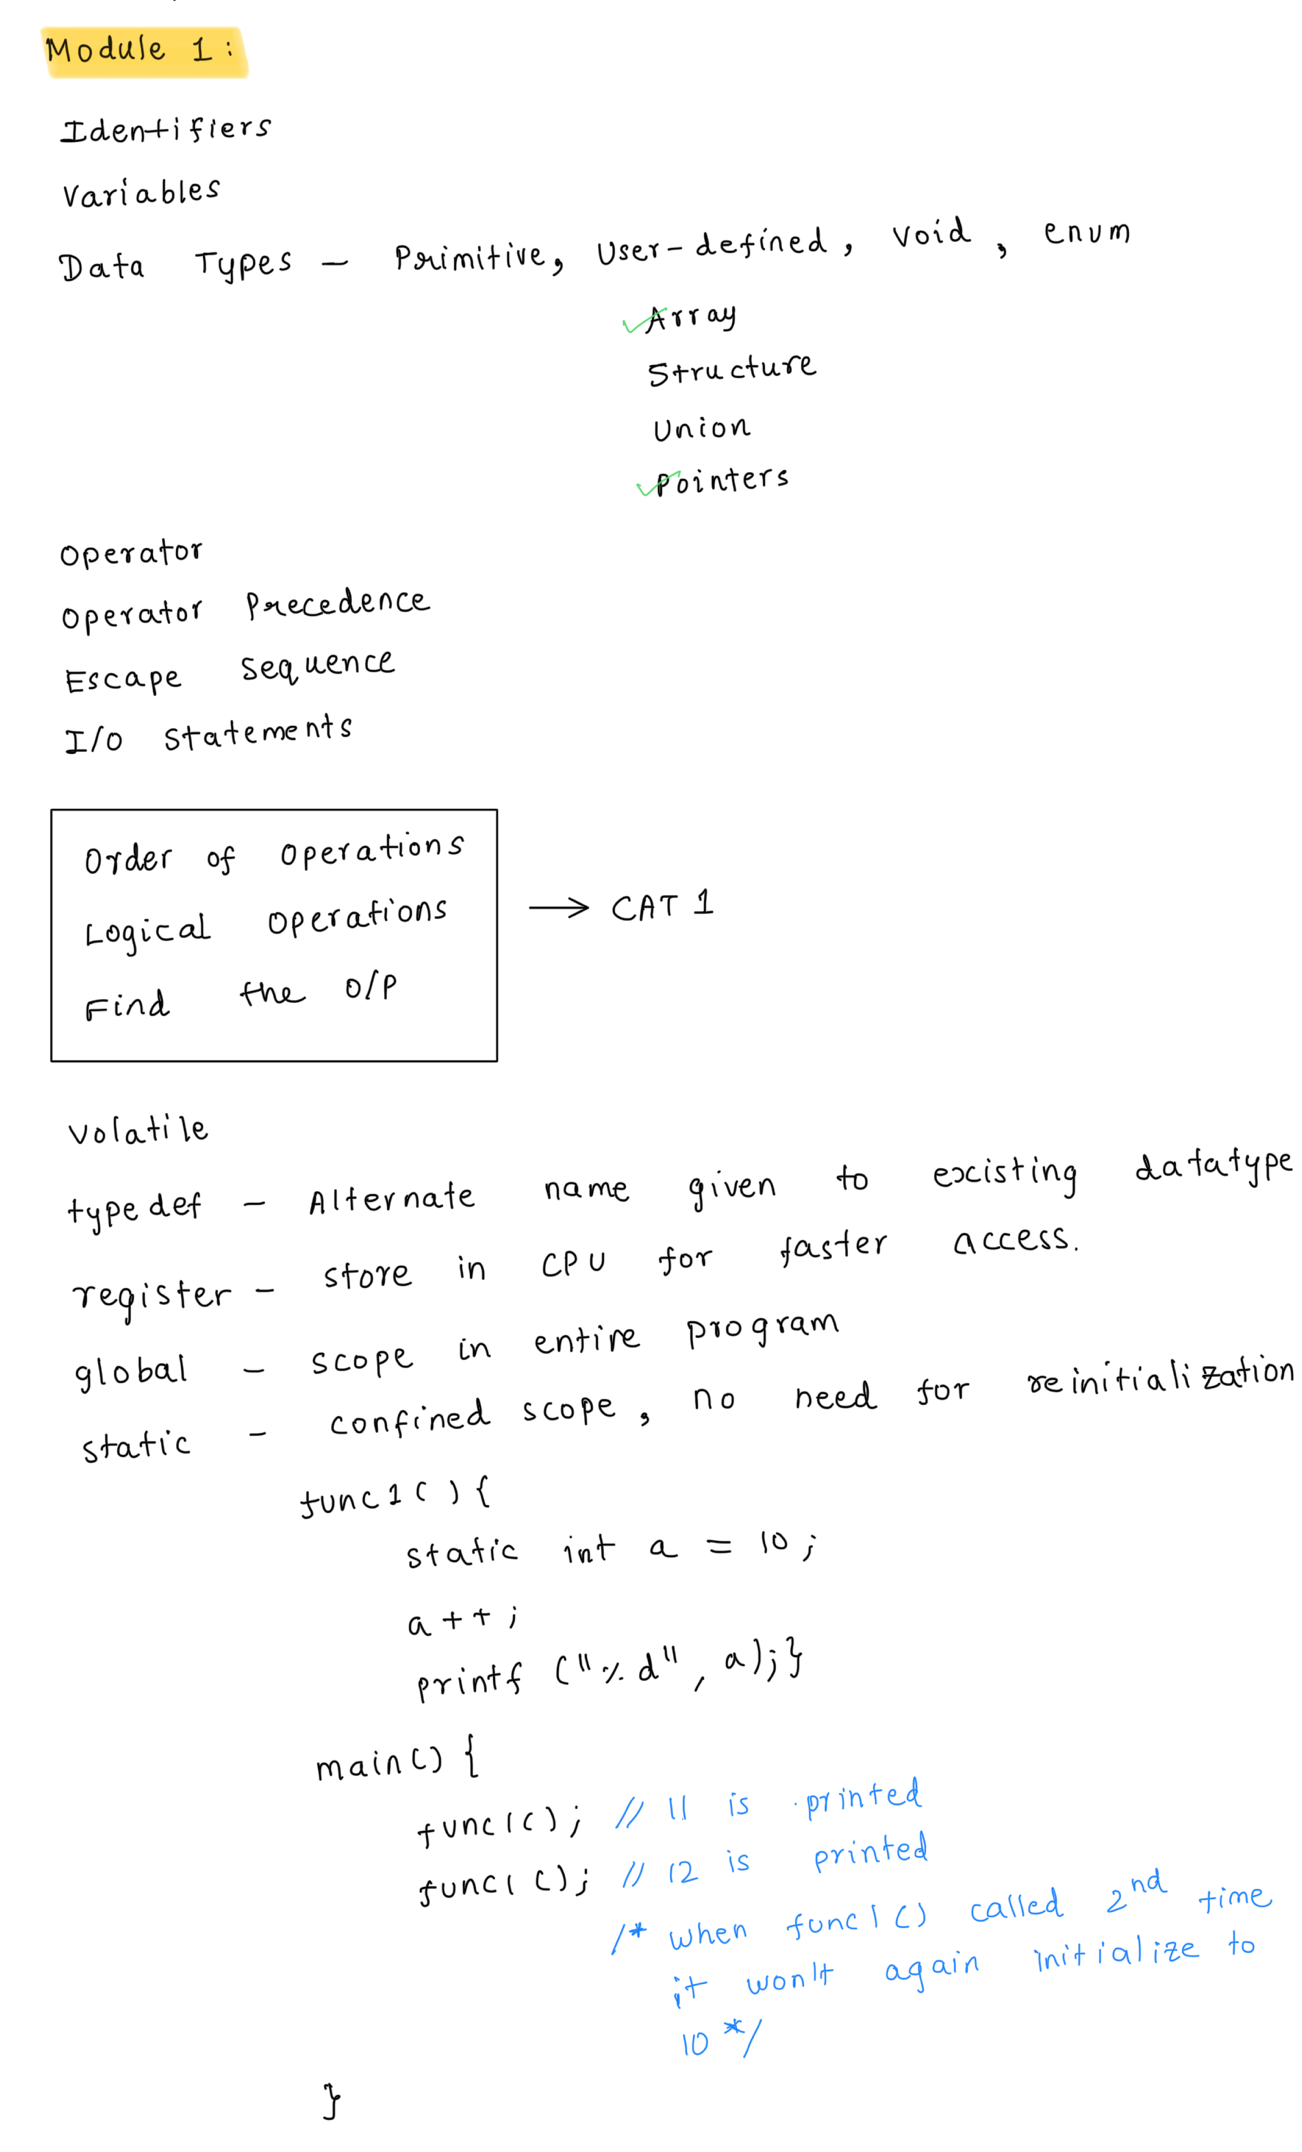 Module 1 :
Identifiers
Variables
Data Types - Primitive, User-defined, void, enum
Array
Structure
Union
Pointers
Operator
Operator Precedence
Escape Sequence
I/O Statements
Order of Operations
Logical Operations → CAT 1
Find the O/P
volatile
typedef - Alternate name given to existing datatype
register - store in CPU for faster access.
global - scope in entire program
static - confined scope, no need for reinitialization
func1() {
static int a = 10;
a++;
printf ("%d", a);}
main() {
func1(); // 11 is printed
func1(); // 12 is printed
/* when func1() called 2nd time
it won't again initialize to
10 */
}